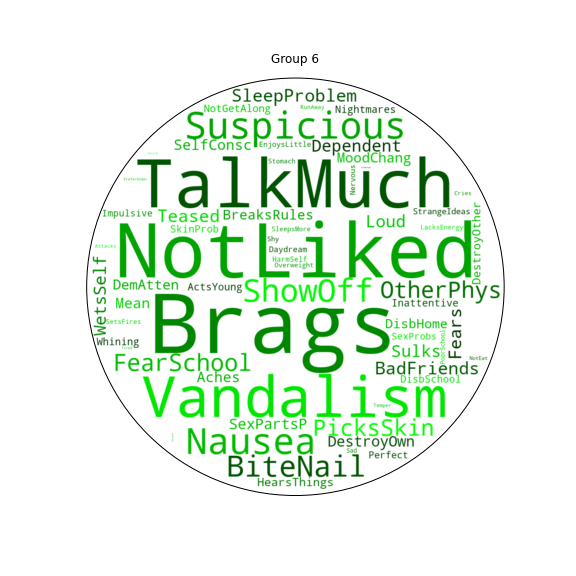 Group 6
SleepProblem
NotGetAlong
RunAway
Nightmares
Suspicious
SelfConsc
EnjoysLittle
Dependent
Stomach
MoodChang
TalkMuch
Nervous
Cries
Impulsive
Teased
BreaksRules
Loud
StrangeIdeas
SkinProb
SleepsMore
LacksEnergy
DestroyOther
NotLiked
Shy
Attacks
Daydream
HarmSelf
Overweight
WetsSelf
DemAtten
ActsYoung
ShowOff
OtherPhys
Mean
Inattentive
Brags
SetsFires
DisbHome
Fears
SexProbs
Whining
Sulks
FearSchool
NotEat
BadFriends
Aches
DisbSchool
Vandalism
Temper
SexPartsP
PicksSkin
Nausea
DestroyOwn
Sad
Perfect
BiteNail
HearsThings